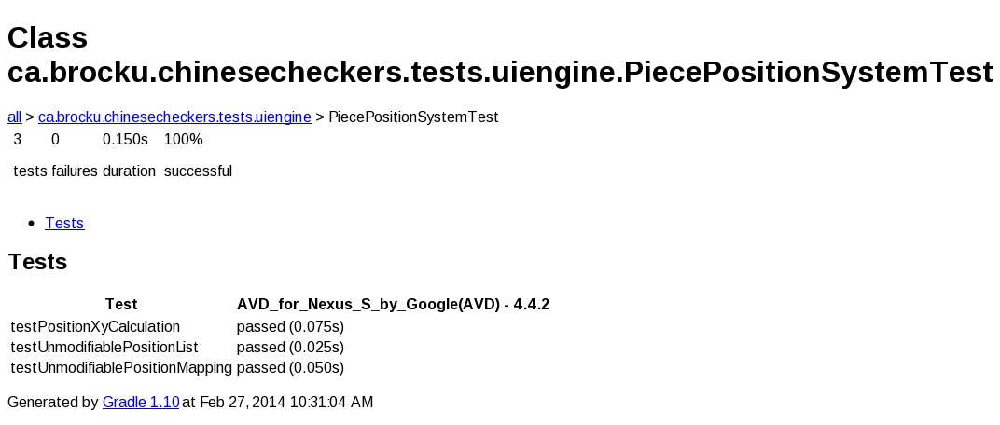 Class
ca.brocku.chinesecheckers.tests.uiengine.PiecePositionSystemTest
all > ca.brocku.chinesecheckers.tests.uiengine > PiecePositionSystemTest
3 0 0.150s 100%
tests failures duration successful
• Tests
Tests
Test AVD_for_Nexus_S_by_Google(AVD) - 4.4.2
testPositionXyCalculation passed (0.075s)
testUnmodifiablePositionList passed (0.025s)
testUnmodifiablePositionMapping passed (0.050s)
Generated by Gradle 1.10 at Feb 27, 2014 10:31:04 AM